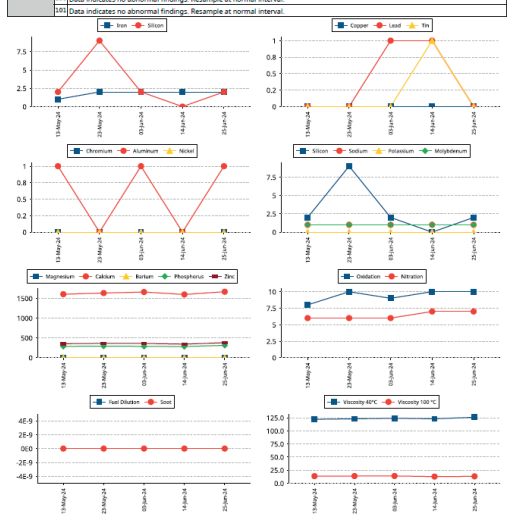 101 Data indicates no abnormal findings. Resample at normal interval.
Iron Silicon
7.5
5
2.5
0
13-May-24 23-May-24 03-Jun-24 14-Jun-24 25-Jun-24
Copper Lead Tin
1
0.8
0.5
0.2
0
13-May-24 23-May-24 03-Jun-24 14-Jun-24 25-Jun-24
Chromium Aluminum Nickel
1
0.8
0.5
0.2
0
13-May-24 23-May-24 03-Jun-24 14-Jun-24 25-Jun-24
Silicon Sodium Potassium Molybdenum
7.5
5
2.5
0
13-May-24 23-May-24 03-Jun-24 14-Jun-24 25-Jun-24
Magnesium Calcium Barium Phosphorus Zinc
1500
1000
500
0
13-May-24 23-May-24 03-Jun-24 14-Jun-24 25-Jun-24
Oxidation Nitration
10
7.5
5
2.5
0
13-May-24 23-May-24 03-Jun-24 14-Jun-24 25-Jun-24
Fuel Dilution Soot
4E-9
2E-9
0E0
-2E-9
-4E-9
13-May-24 23-May-24 03-Jun-24 14-Jun-24 25-Jun-24
Viscosity 40°C Viscosity 100 °C
125.0
100.0
75.0
50.0
25.0
0.0
13-May-24 23-May-24 03-Jun-24 14-Jun-24 25-Jun-24